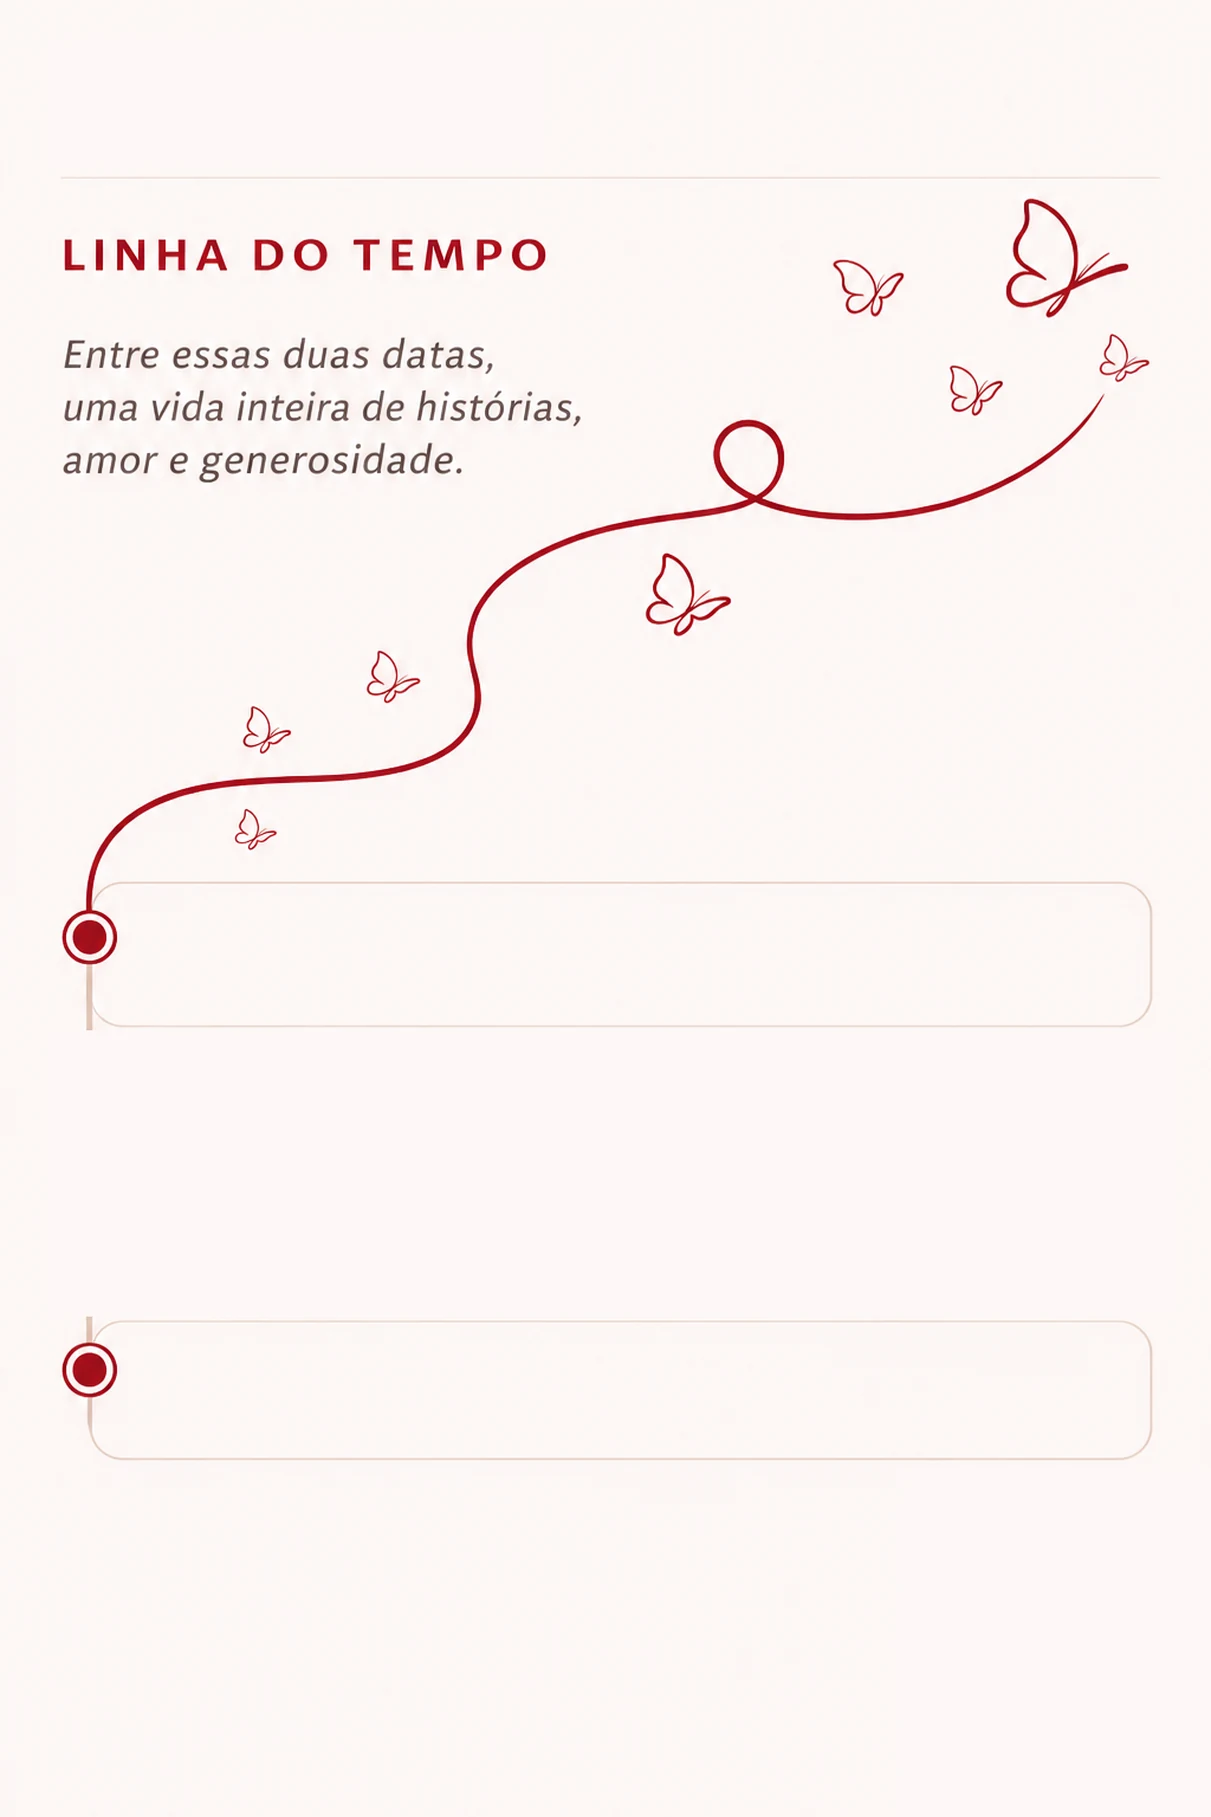 LINHA DO TEMPO
Entre essas duas datas,
uma vida inteira de histórias,
amor e generosidade.